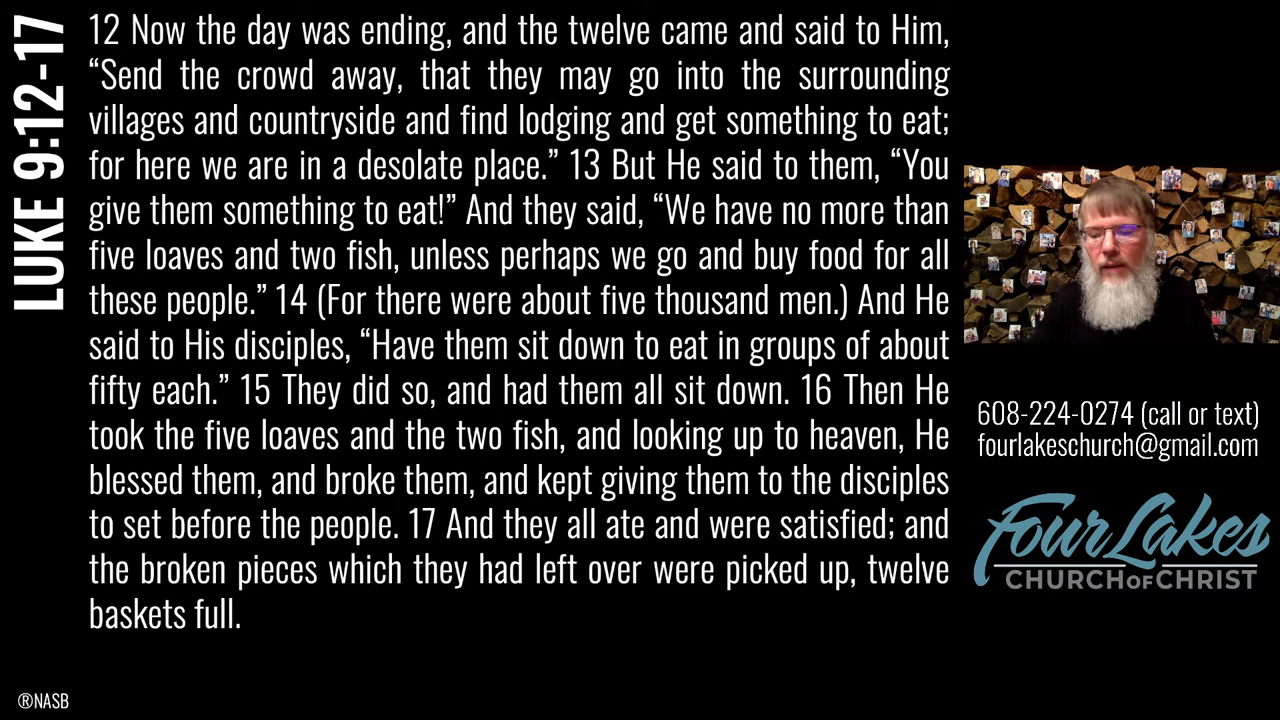 LUKE 9:12-17
12 Now the day was ending, and the twelve came and said to Him,
“Send the crowd away, that they may go into the surrounding
villages and countryside and find lodging and get something to eat;
for here we are in a desolate place.” 13 But He said to them, “You
give them something to eat!” And they said, “We have no more than
five loaves and two fish, unless perhaps we go and buy food for all
these people.” 14 (For there were about five thousand men.) And He
said to His disciples, “Have them sit down to eat in groups of about
fifty each.” 15 They did so, and had them all sit down. 16 Then He
took the five loaves and the two fish, and looking up to heaven, He
blessed them, and broke them, and kept giving them to the disciples
to set before the people. 17 And they all ate and were satisfied; and
the broken pieces which they had left over were picked up, twelve
baskets full.
608-224-0274 (call or text)
fourlakeschurch@gmail.com
Four Lakes
CHURCH OF CHRIST
®NASB